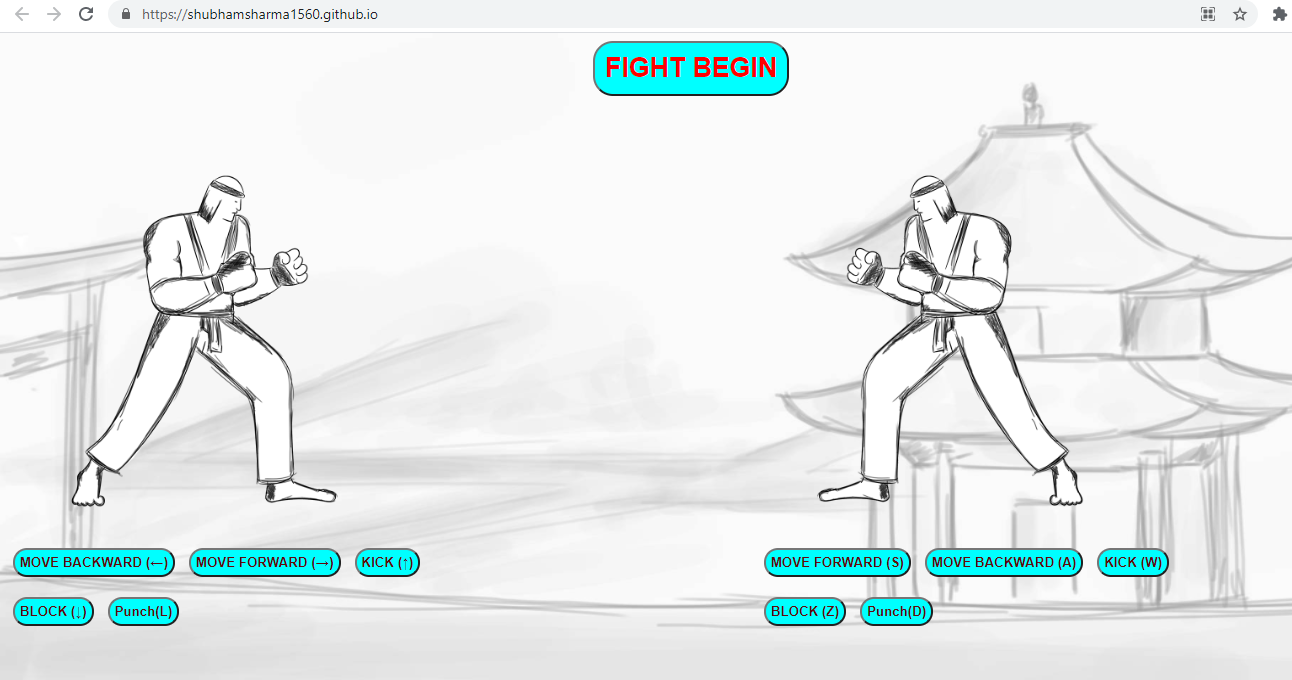 https://shubhamsharma1560.github.io
FIGHT BEGIN
MOVE BACKWARD (←) MOVE FORWARD (→) KICK (↑)
BLOCK (↓) Punch(L)
MOVE FORWARD (S) MOVE BACKWARD (A) KICK (W)
BLOCK (Z) Punch(D)